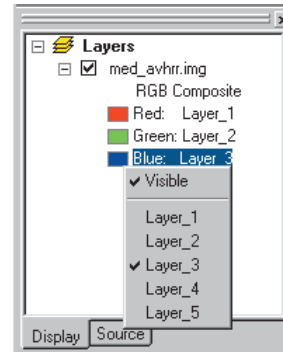 Layers
med_avhrr.img
RGB Composite
Red: Layer_1
Green: Layer_2
Blue: Layer_3
Visible
Layer_1
Layer_2
Layer_3
Layer_4
Layer_5
Display Source